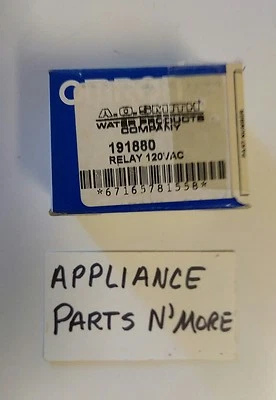 A.O.SMITH
WATER PRODUCTS
COMPANY
191880
RELAY 120VAC
*67165781558*
APPLIANCE
PARTS N'MORE